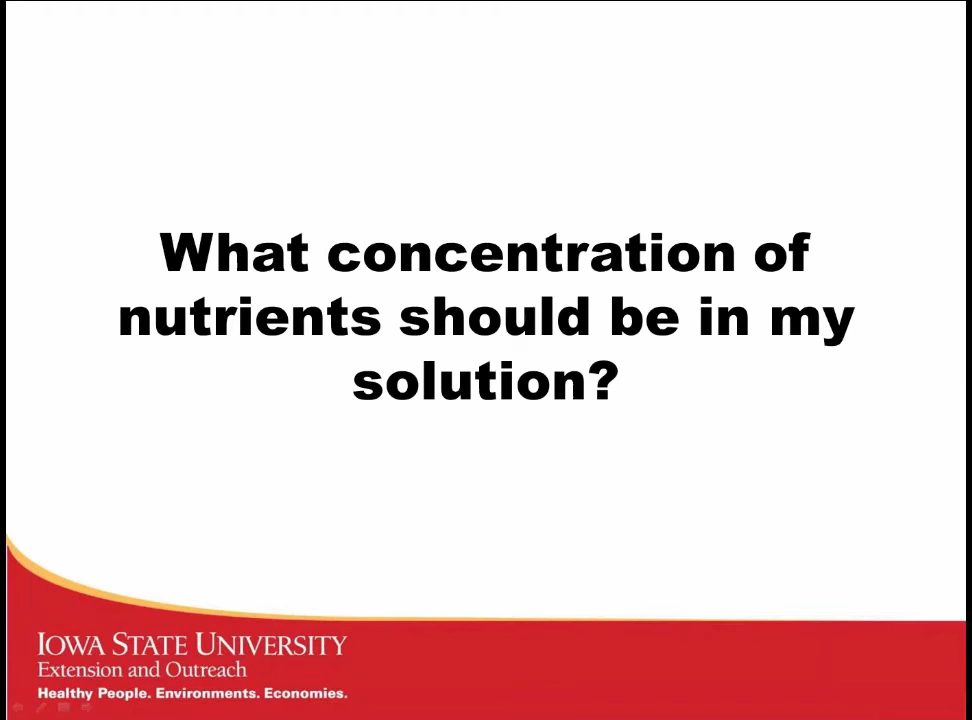 What concentration of
nutrients should be in my
solution?
IOWA STATE UNIVERSITY
Extension and Outreach
Healthy People. Environments. Economies.